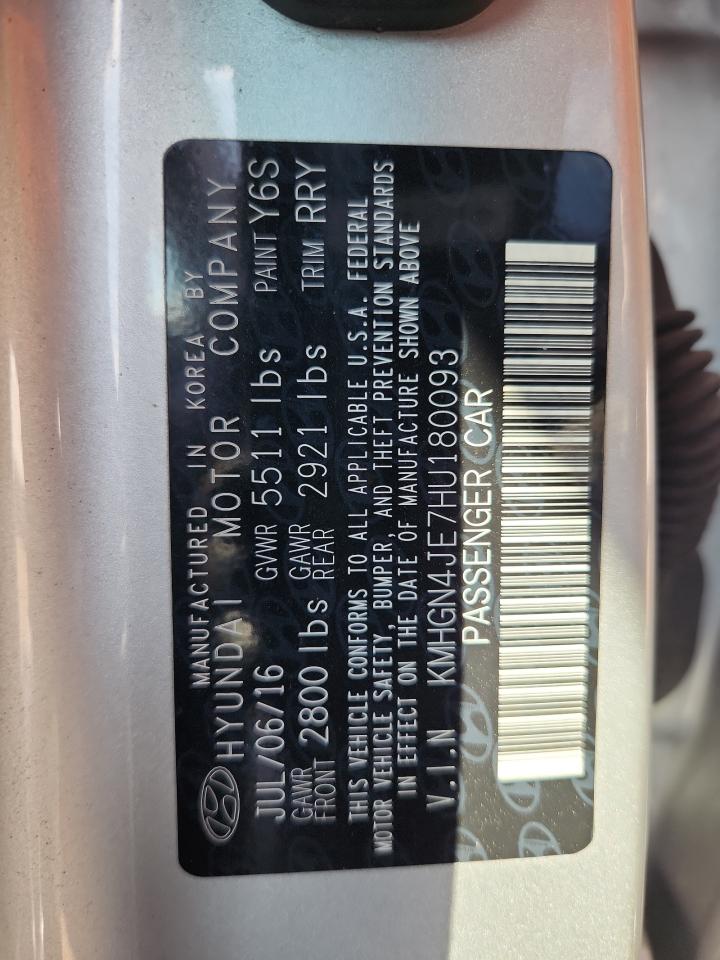 MANUFACTURED IN KOREA BY
HYUNDAI MOTOR COMPANY
JUL/06/16 GVWR 5511 lbs PAINT Y6S
GAWR FRONT 2800 lbs GAWR REAR 2921 lbs TRIM RRY
THIS VEHICLE CONFORMS TO ALL APPLICABLE U.S.A. FEDERAL
MOTOR VEHICLE SAFETY, BUMPER, AND THEFT PREVENTION STANDARDS
IN EFFECT ON THE DATE OF MANUFACTURE SHOWN ABOVE
V.I.N KMHGN4JE7HU180093
PASSENGER CAR